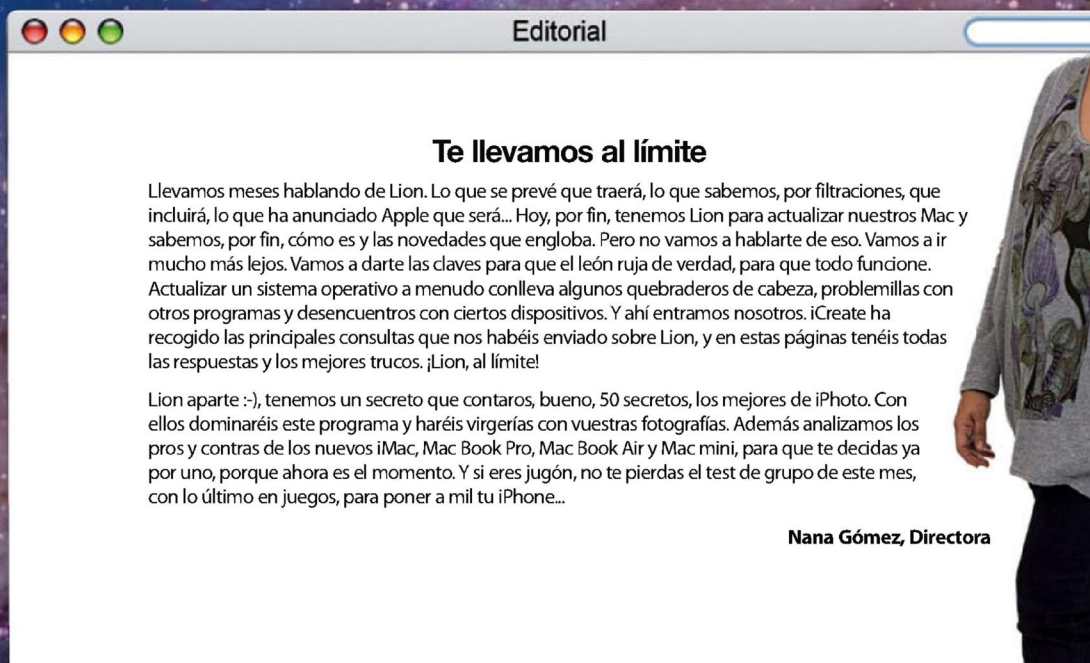 Editorial
Te llevamos al límite
Llevamos meses hablando de Lion. Lo que se prevé que traerá, lo que sabemos, por filtraciones, que
incluirá, lo que ha anunciado Apple que será... Hoy, por fin, tenemos Lion para actualizar nuestros Mac y
sabemos, por fin, cómo es y las novedades que engloba. Pero no vamos a hablarte de eso. Vamos a ir
mucho más lejos. Vamos a darte las claves para que el león ruja de verdad, para que todo funcione.
Actualizar un sistema operativo a menudo conlleva algunos quebraderos de cabeza, problemillas con
otros programas y desencuentros con ciertos dispositivos. Y ahí entramos nosotros. iCreate ha
recogido las principales consultas que nos habéis enviado sobre Lion, y en estas páginas tenéis todas
las respuestas y los mejores trucos. ¡Lion, al límite!
Lion aparte :-), tenemos un secreto que contaros, bueno, 50 secretos, los mejores de iPhoto. Con
ellos dominaréis este programa y haréis virgerías con vuestras fotografías. Además analizamos los
pros y contras de los nuevos iMac, Mac Book Pro, Mac Book Air y Mac mini, para que te decidas ya
por uno, porque ahora es el momento. Y si eres jugón, no te pierdas el test de grupo de este mes,
con lo último en juegos, para poner a mil tu iPhone...
Nana Gómez, Directora